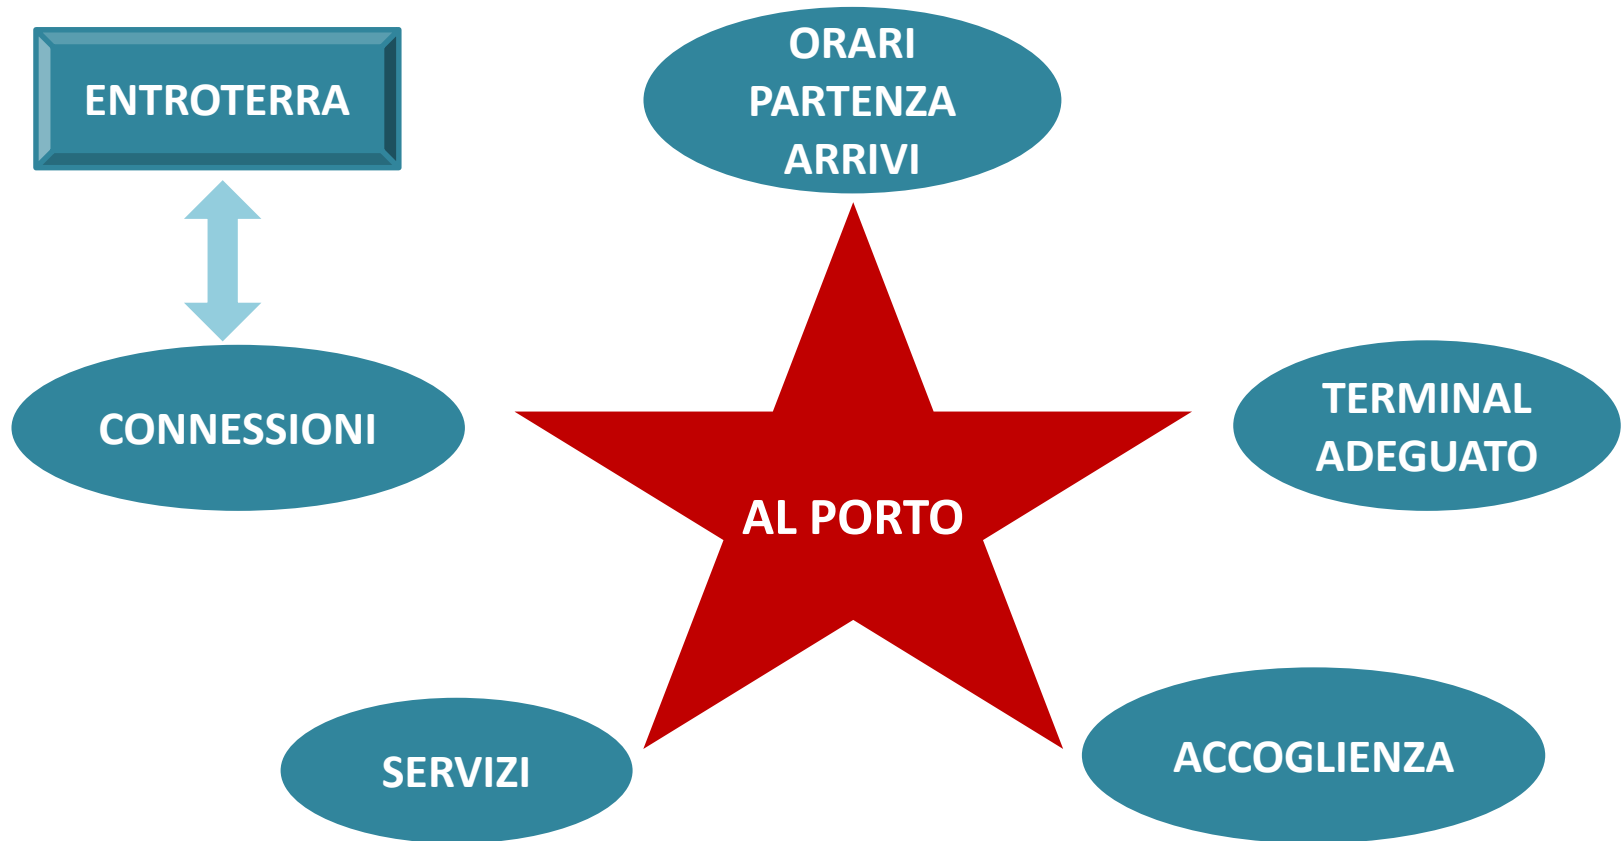 ENTROTERRA
ORARI
PARTENZA
ARRIVI
CONNESSIONI
TERMINAL
ADEGUATO
AL PORTO
SERVIZI
ACCOGLIENZA